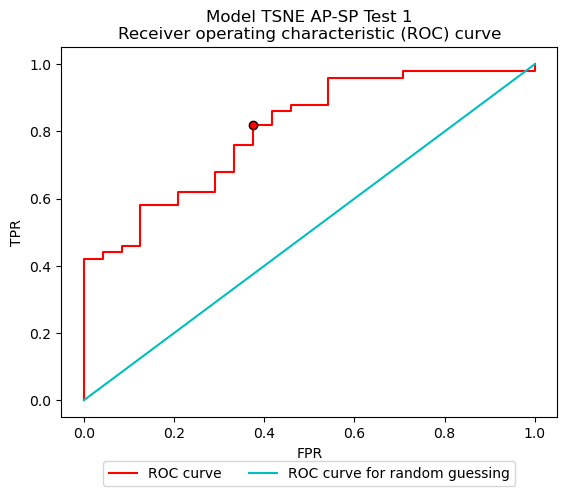 Model TSNE AP-SP Test 1
Receiver operating characteristic (ROC) curve
1.0
0.8
0.6
0.4
0.2
0.0
TPR
0.0 0.2 0.4 0.6 0.8 1.0
FPR
ROC curve ROC curve for random guessing